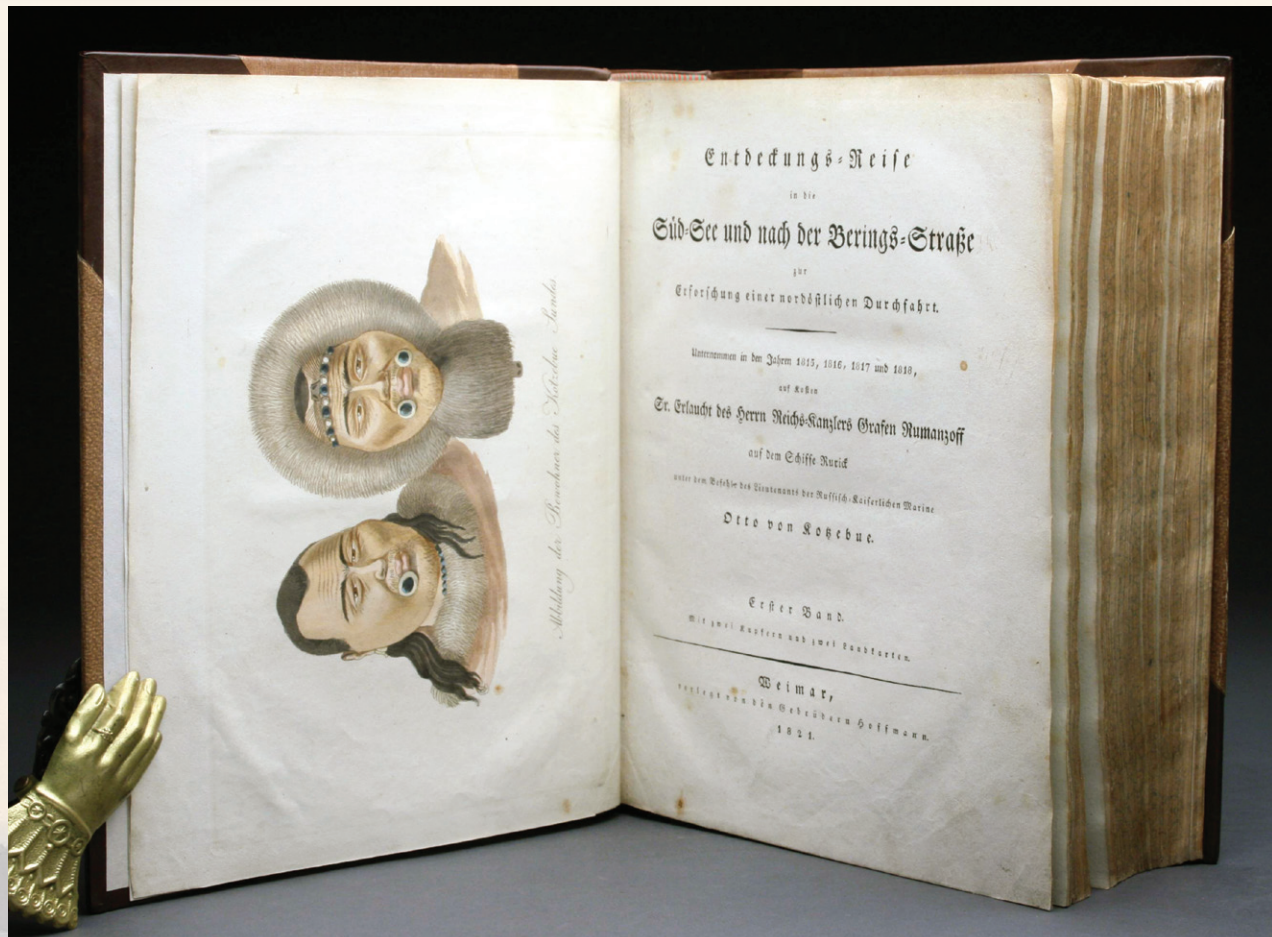 Abbildung der Bewohner des Kotzebue Sundes
Entdeckungs-Reise
in die
Süd-See und nach der Berings-Straße
zur
Erforschung einer nordöstlichen Durchfahrt.
Unternommen in den Jahren 1815, 1816, 1817 und 1818,
auf Kosten
Sr. Erlaucht des Herrn Reichs-Kanzlers Grafen Rumanzoff
auf dem Schiffe Rurick
unter dem Befehle des Lieutenants der Russisch-Kaiserlichen Marine
Otto von Kotzebue.
Erster Band.
Mit zwei Kupfern und zwei Landkarten.
Weimar,
verlegt von den Gebrüdern Hoffmann.
1821.